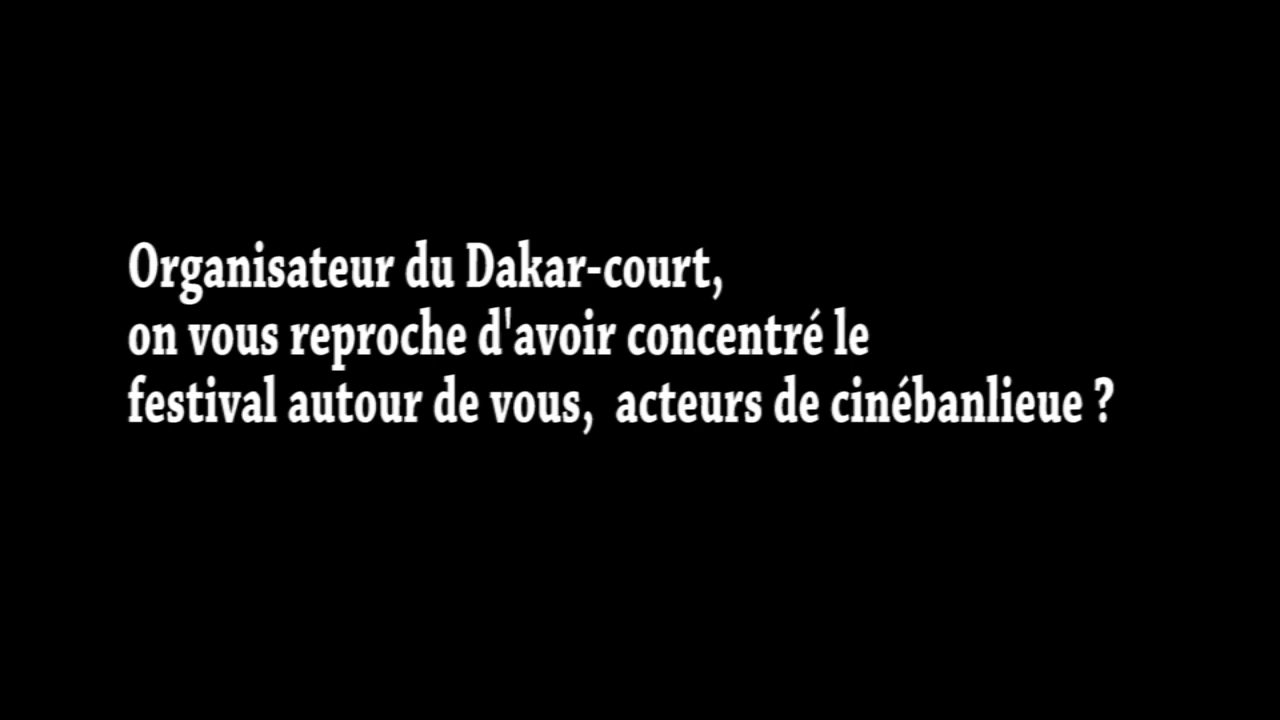 Organisateur du Dakar-court,
on vous reproche d'avoir concentré le
festival autour de vous,  acteurs de cinébanlieue ?